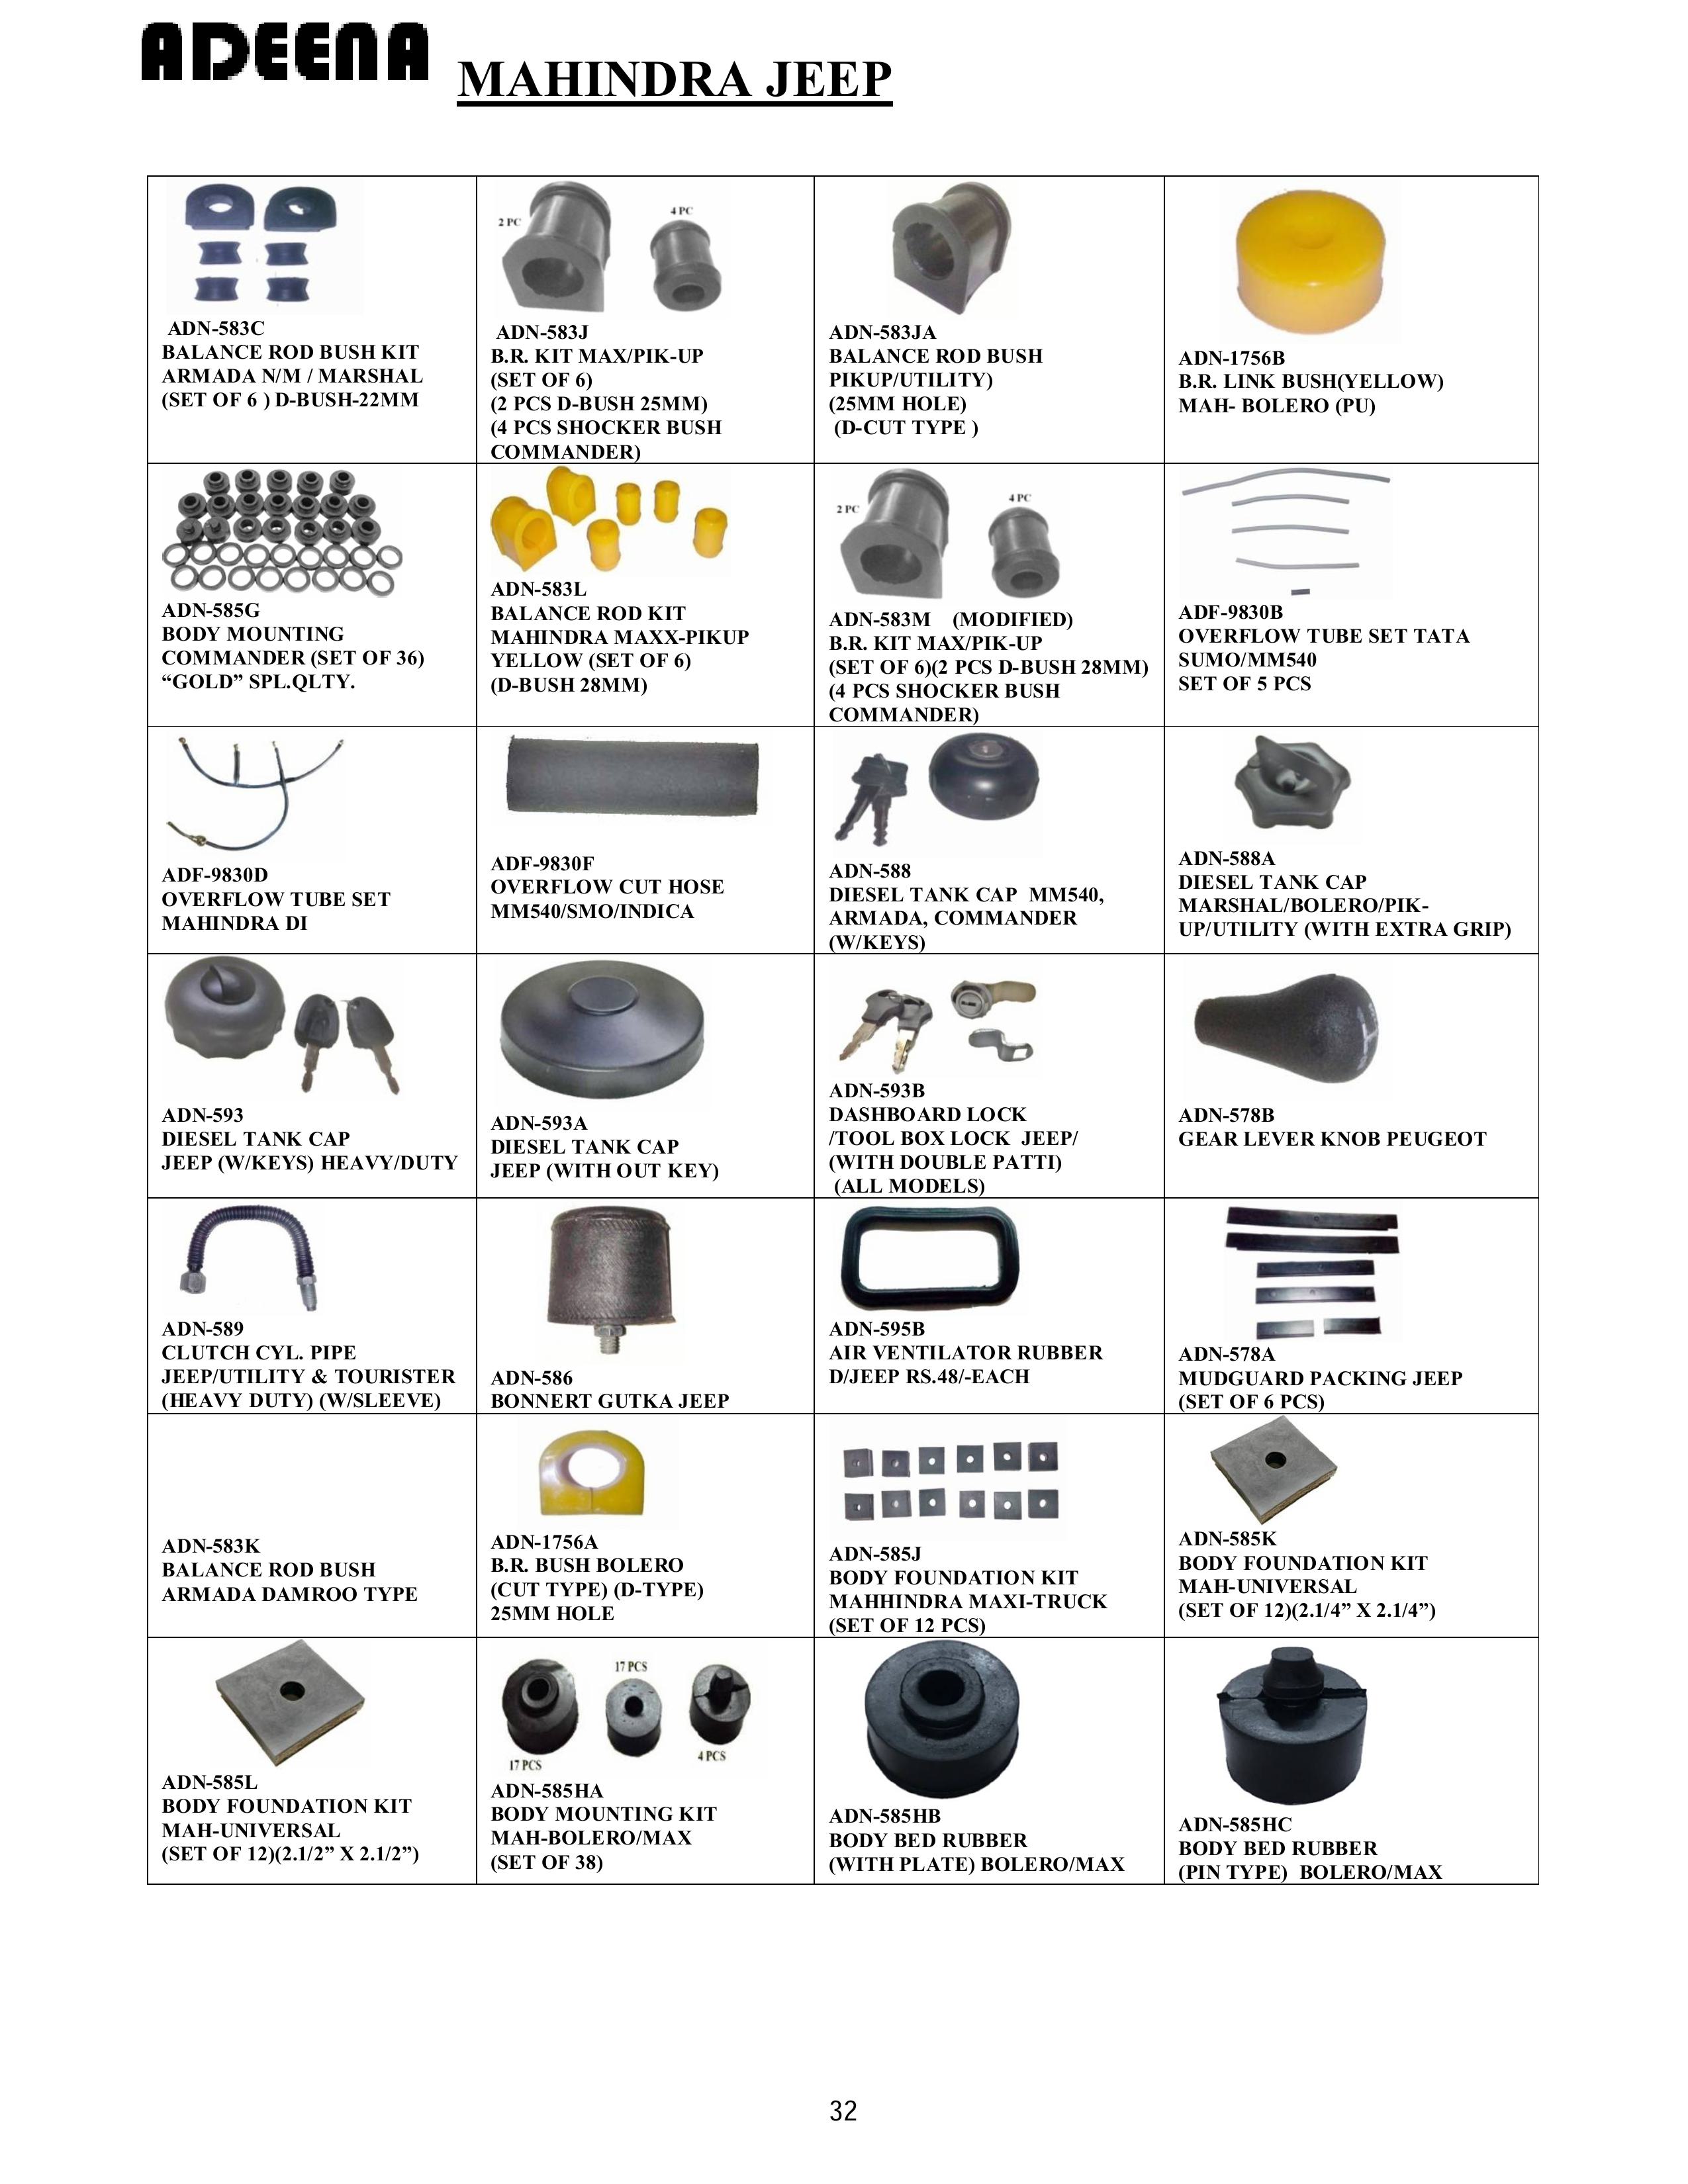 ADEENA
MAHINDRA JEEP
ADN-583C
BALANCE ROD BUSH KIT
ARMADA N/M / MARSHAL
(SET OF 6 ) D-BUSH-22MM
2 PC
4 PC
ADN-583J
B.R. KIT MAX/PIK-UP
(SET OF 6)
(2 PCS D-BUSH 25MM)
(4 PCS SHOCKER BUSH
COMMANDER)
ADN-583JA
BALANCE ROD BUSH
PIKUP/UTILITY)
(25MM HOLE)
(D-CUT TYPE )
ADN-1756B
B.R. LINK BUSH(YELLOW)
MAH- BOLERO (PU)
ADN-585G
BODY MOUNTING
COMMANDER (SET OF 36)
“GOLD” SPL.QLTY.
ADN-583L
BALANCE ROD KIT
MAHINDRA MAXX-PIKUP
YELLOW (SET OF 6)
(D-BUSH 28MM)
2 PC
4 PC
ADN-583M (MODIFIED)
B.R. KIT MAX/PIK-UP
(SET OF 6)(2 PCS D-BUSH 28MM)
(4 PCS SHOCKER BUSH
COMMANDER)
ADF-9830B
OVERFLOW TUBE SET TATA
SUMO/MM540
SET OF 5 PCS
ADF-9830D
OVERFLOW TUBE SET
MAHINDRA DI
ADF-9830F
OVERFLOW CUT HOSE
MM540/SMO/INDICA
ADN-588
DIESEL TANK CAP MM540,
ARMADA, COMMANDER
(W/KEYS)
ADN-588A
DIESEL TANK CAP
MARSHAL/BOLERO/PIK-
UP/UTILITY (WITH EXTRA GRIP)
ADN-593
DIESEL TANK CAP
JEEP (W/KEYS) HEAVY/DUTY
ADN-593A
DIESEL TANK CAP
JEEP (WITH OUT KEY)
ADN-593B
DASHBOARD LOCK
/TOOL BOX LOCK JEEP/
(WITH DOUBLE PATTI)
(ALL MODELS)
ADN-578B
GEAR LEVER KNOB PEUGEOT
ADN-589
CLUTCH CYL. PIPE
JEEP/UTILITY & TOURISTER
(HEAVY DUTY) (W/SLEEVE)
ADN-586
BONNERT GUTKA JEEP
ADN-595B
AIR VENTILATOR RUBBER
D/JEEP RS.48/-EACH
ADN-578A
MUDGUARD PACKING JEEP
(SET OF 6 PCS)
ADN-583K
BALANCE ROD BUSH
ARMADA DAMROO TYPE
ADN-1756A
B.R. BUSH BOLERO
(CUT TYPE) (D-TYPE)
25MM HOLE
ADN-585J
BODY FOUNDATION KIT
MAHHINDRA MAXI-TRUCK
(SET OF 12 PCS)
ADN-585K
BODY FOUNDATION KIT
MAH-UNIVERSAL
(SET OF 12)(2.1/4” X 2.1/4”)
ADN-585L
BODY FOUNDATION KIT
MAH-UNIVERSAL
(SET OF 12)(2.1/2” X 2.1/2”)
17 PCS
17 PCS
4 PCS
ADN-585HA
BODY MOUNTING KIT
MAH-BOLERO/MAX
(SET OF 38)
ADN-585HB
BODY BED RUBBER
(WITH PLATE) BOLERO/MAX
ADN-585HC
BODY BED RUBBER
(PIN TYPE) BOLERO/MAX
32